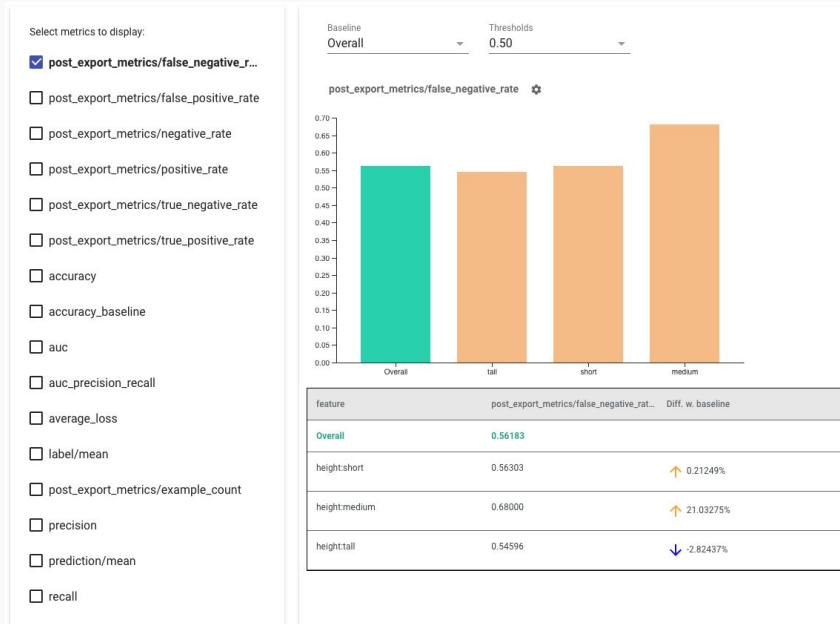 Select metrics to display:
post_export_metrics/false_negative_r...
post_export_metrics/false_positive_rate
post_export_metrics/negative_rate
post_export_metrics/positive_rate
post_export_metrics/true_negative_rate
post_export_metrics/true_positive_rate
accuracy
accuracy_baseline
auc
auc_precision_recall
average_loss
label/mean
post_export_metrics/example_count
precision
prediction/mean
recall
Baseline
Overall
Thresholds
0.50
post_export_metrics/false_negative_rate
0.70
0.65
0.60
0.55
0.50
0.45
0.40
0.35
0.30
0.25
0.20
0.15
0.10
0.05
0.00
Overall tall short medium
feature post_export_metrics/false_negative_rat... Diff. w. baseline
Overall 0.56183
height:short 0.56303 0.21249%
height:medium 0.68000 21.03275%
height:tall 0.54596 -2.82437%